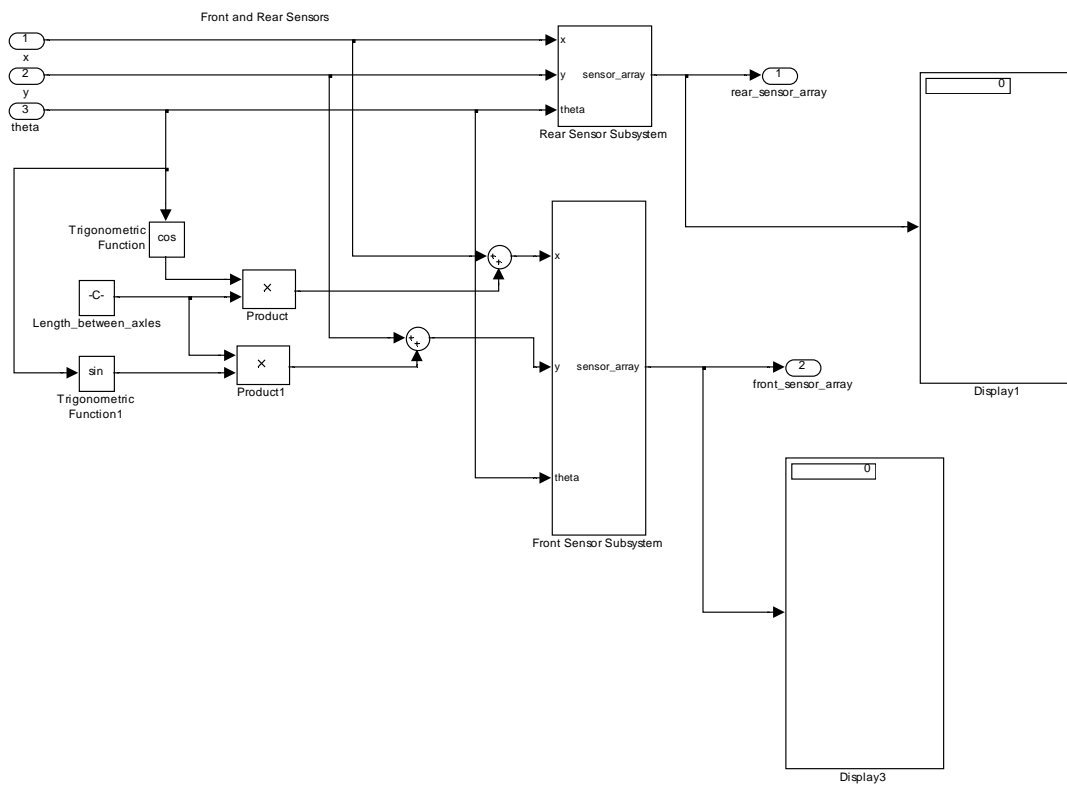 Front and Rear Sensors
1
x
2
y
3
theta
x
y
theta
sensor_array
Rear Sensor Subsystem
1
rear_sensor_array
0
Display1
Trigonometric
Function
cos
-C-
Length_between_axles
×
Product
sin
Trigonometric
Function1
×
Product1
+
+
+
+
x
y
theta
sensor_array
Front Sensor Subsystem
2
front_sensor_array
0
Display3